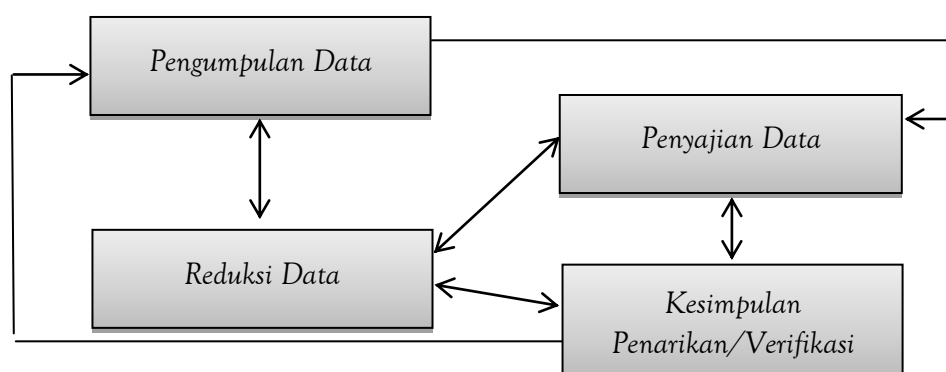 Pengumpulan Data
Penyajian Data
Reduksi Data
Kesimpulan
Penarikan/Verifikasi